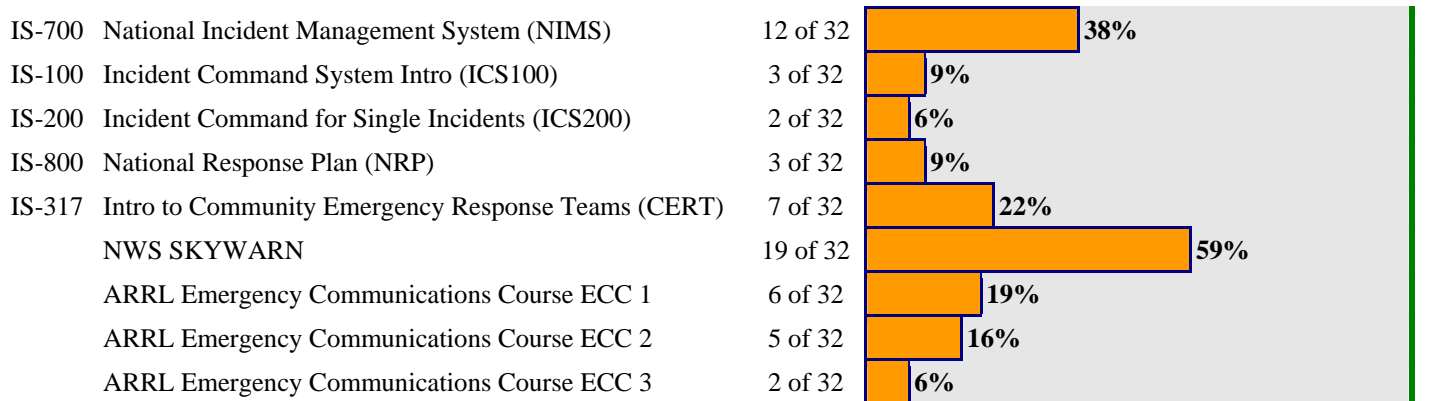 IS-700 National Incident Management System (NIMS) 12 of 32 38%
IS-100 Incident Command System Intro (ICS100) 3 of 32 9%
IS-200 Incident Command for Single Incidents (ICS200) 2 of 32 6%
IS-800 National Response Plan (NRP) 3 of 32 9%
IS-317 Intro to Community Emergency Response Teams (CERT) 7 of 32 22%
NWS SKYWARN 19 of 32 59%
ARRL Emergency Communications Course ECC 1 6 of 32 19%
ARRL Emergency Communications Course ECC 2 5 of 32 16%
ARRL Emergency Communications Course ECC 3 2 of 32 6%